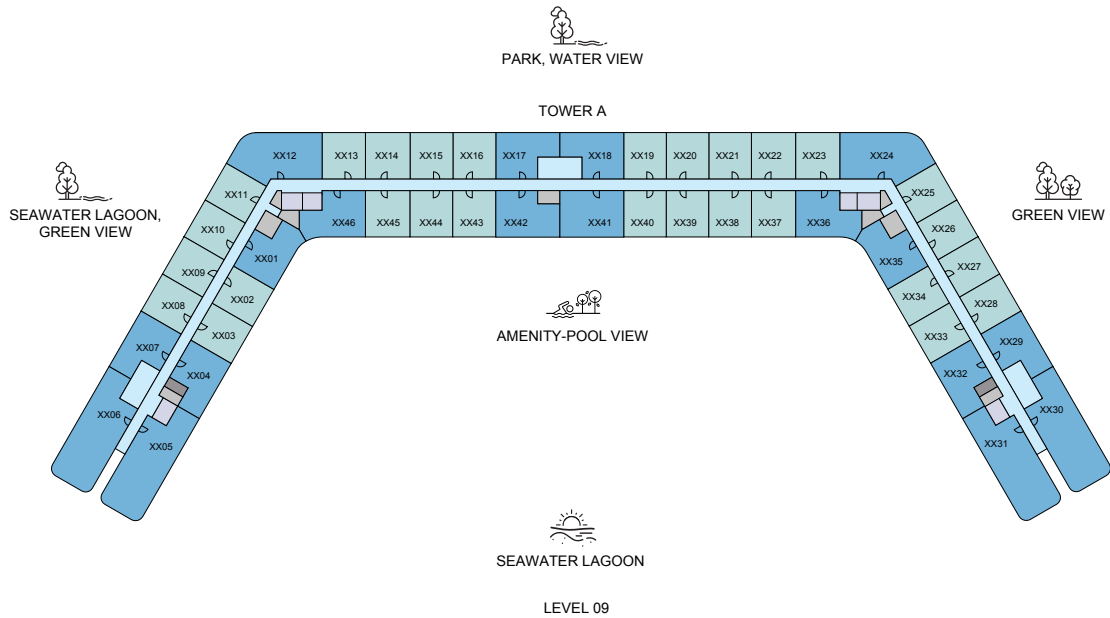 PARK, WATER VIEW
TOWER A
SEAWATER LAGOON,
GREEN VIEW
GREEN VIEW
XX12
XX13
XX14
XX15
XX16
XX17
XX18
XX19
XX20
XX21
XX22
XX23
XX24
XX11
XX10
XX09
XX08
XX07
XX06
XX46
XX45
XX44
XX43
XX42
XX41
XX40
XX39
XX38
XX37
XX36
XX01
XX02
XX03
XX04
XX05
XX25
XX26
XX27
XX28
XX29
XX30
XX35
XX34
XX33
XX32
XX31
AMENITY-POOL VIEW
SEAWATER LAGOON
LEVEL 09